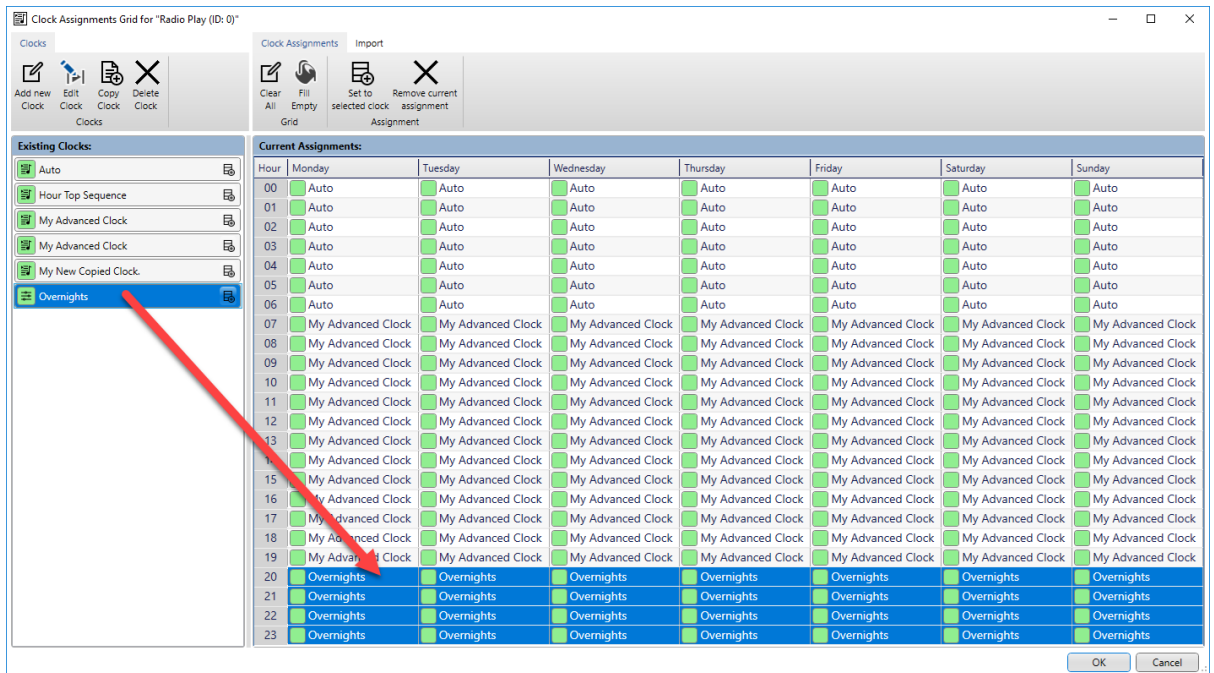 Clock Assignments Grid for "Radio Play (ID: 0)"
Clocks
Clock Assignments Import
Add new Clock Edit Clock Copy Clock Delete Clock
Clocks
Clear All Fill Empty Set to selected clock Remove current assignment
Grid Assignment
Existing Clocks:
Auto
Hour Top Sequence
My Advanced Clock
My Advanced Clock
My New Copied Clock.
Overnights
Current Assignments:
Hour Monday Tuesday Wednesday Thursday Friday Saturday Sunday
00 Auto Auto Auto Auto Auto Auto Auto
01 Auto Auto Auto Auto Auto Auto Auto
02 Auto Auto Auto Auto Auto Auto Auto
03 Auto Auto Auto Auto Auto Auto Auto
04 Auto Auto Auto Auto Auto Auto Auto
05 Auto Auto Auto Auto Auto Auto Auto
06 Auto Auto Auto Auto Auto Auto Auto
07 My Advanced Clock My Advanced Clock My Advanced Clock My Advanced Clock My Advanced Clock My Advanced Clock My Advanced Clock
08 My Advanced Clock My Advanced Clock My Advanced Clock My Advanced Clock My Advanced Clock My Advanced Clock My Advanced Clock
09 My Advanced Clock My Advanced Clock My Advanced Clock My Advanced Clock My Advanced Clock My Advanced Clock My Advanced Clock
10 My Advanced Clock My Advanced Clock My Advanced Clock My Advanced Clock My Advanced Clock My Advanced Clock My Advanced Clock
11 My Advanced Clock My Advanced Clock My Advanced Clock My Advanced Clock My Advanced Clock My Advanced Clock My Advanced Clock
12 My Advanced Clock My Advanced Clock My Advanced Clock My Advanced Clock My Advanced Clock My Advanced Clock My Advanced Clock
13 My Advanced Clock My Advanced Clock My Advanced Clock My Advanced Clock My Advanced Clock My Advanced Clock My Advanced Clock
14 My Advanced Clock My Advanced Clock My Advanced Clock My Advanced Clock My Advanced Clock My Advanced Clock My Advanced Clock
15 My Advanced Clock My Advanced Clock My Advanced Clock My Advanced Clock My Advanced Clock My Advanced Clock My Advanced Clock
16 My Advanced Clock My Advanced Clock My Advanced Clock My Advanced Clock My Advanced Clock My Advanced Clock My Advanced Clock
17 My Advanced Clock My Advanced Clock My Advanced Clock My Advanced Clock My Advanced Clock My Advanced Clock My Advanced Clock
18 My Advanced Clock My Advanced Clock My Advanced Clock My Advanced Clock My Advanced Clock My Advanced Clock My Advanced Clock
19 My Advanced Clock My Advanced Clock My Advanced Clock My Advanced Clock My Advanced Clock My Advanced Clock My Advanced Clock
20 Overnights Overnights Overnights Overnights Overnights Overnights Overnights
21 Overnights Overnights Overnights Overnights Overnights Overnights Overnights
22 Overnights Overnights Overnights Overnights Overnights Overnights Overnights
23 Overnights Overnights Overnights Overnights Overnights Overnights Overnights
OK Cancel